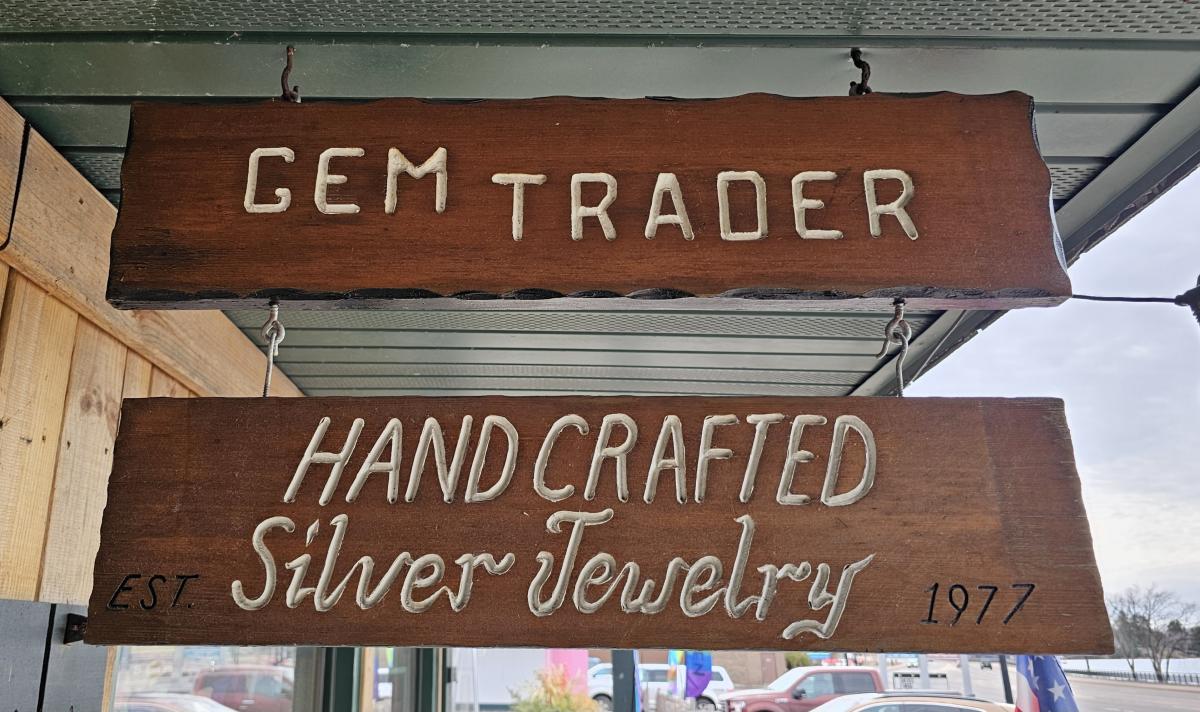 GEM TRADER
HANDCRAFTED
Silver Jewelry
EST. 1977